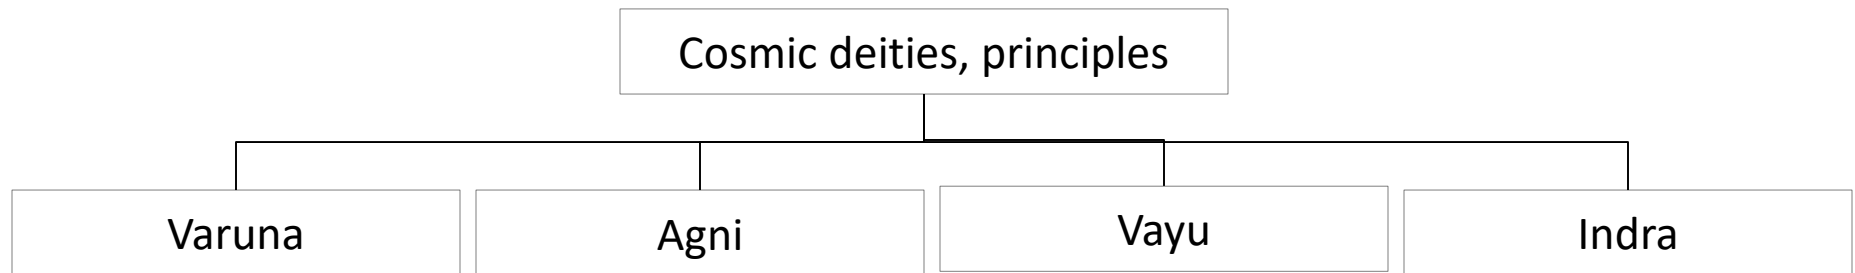 Cosmic deities, principles
Varuna
Agni
Vayu
Indra